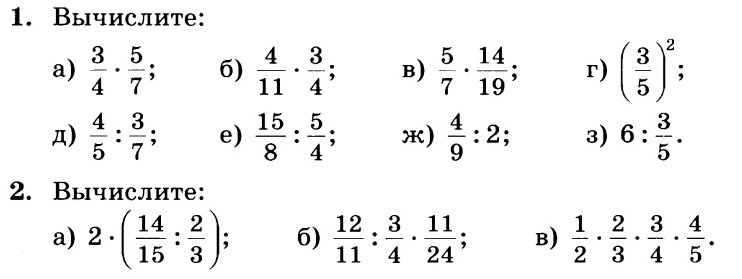 1. Вычислите:
а) 3/4 · 5/7; б) 4/11 · 3/4; в) 5/7 · 14/19; г) (3/5)²;
д) 4/5 : 3/7; е) 15/8 : 5/4; ж) 4/9 : 2; з) 6 : 3/5.
2. Вычислите:
а) 2 · (14/15 : 2/3); б) 12/11 : 3/4 · 11/24; в) 1/2 · 2/3 · 3/4 · 4/5.